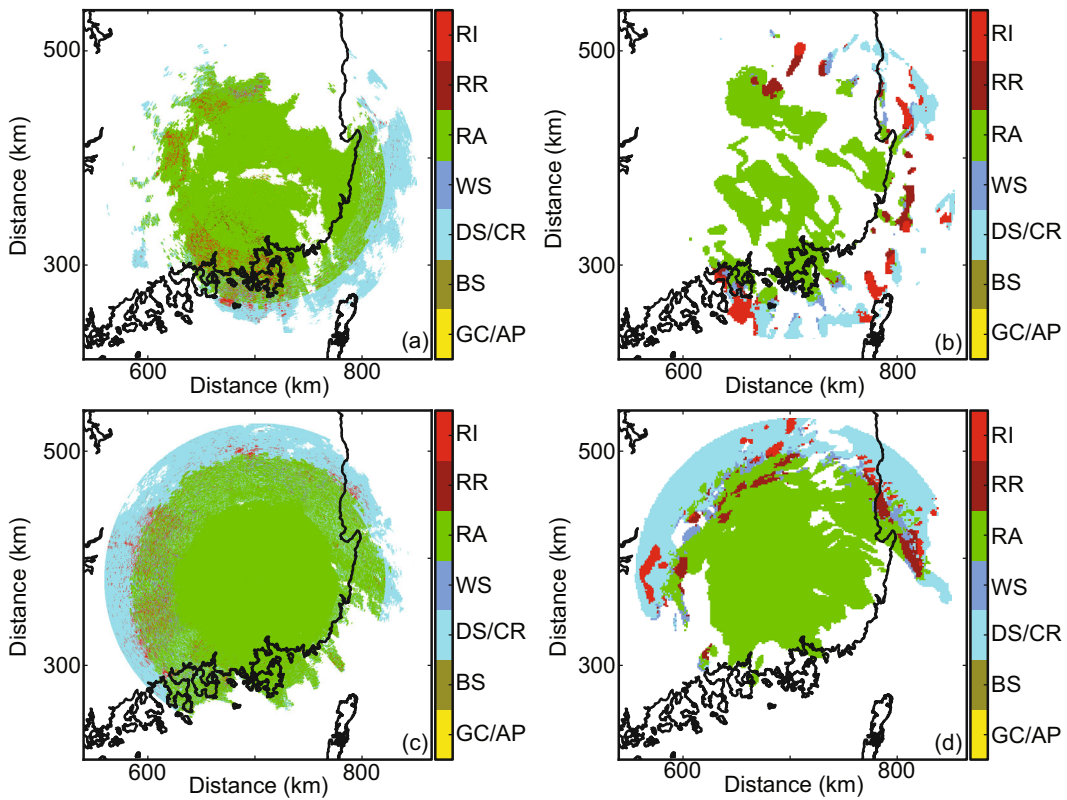 500
300
Distance (km)
600
800
Distance (km)
(a)
RI
RR
RA
WS
DS/CR
BS
GC/AP
500
300
Distance (km)
600
800
Distance (km)
(b)
RI
RR
RA
WS
DS/CR
BS
GC/AP
500
300
Distance (km)
600
800
Distance (km)
(c)
RI
RR
RA
WS
DS/CR
BS
GC/AP
500
300
Distance (km)
600
800
Distance (km)
(d)
RI
RR
RA
WS
DS/CR
BS
GC/AP